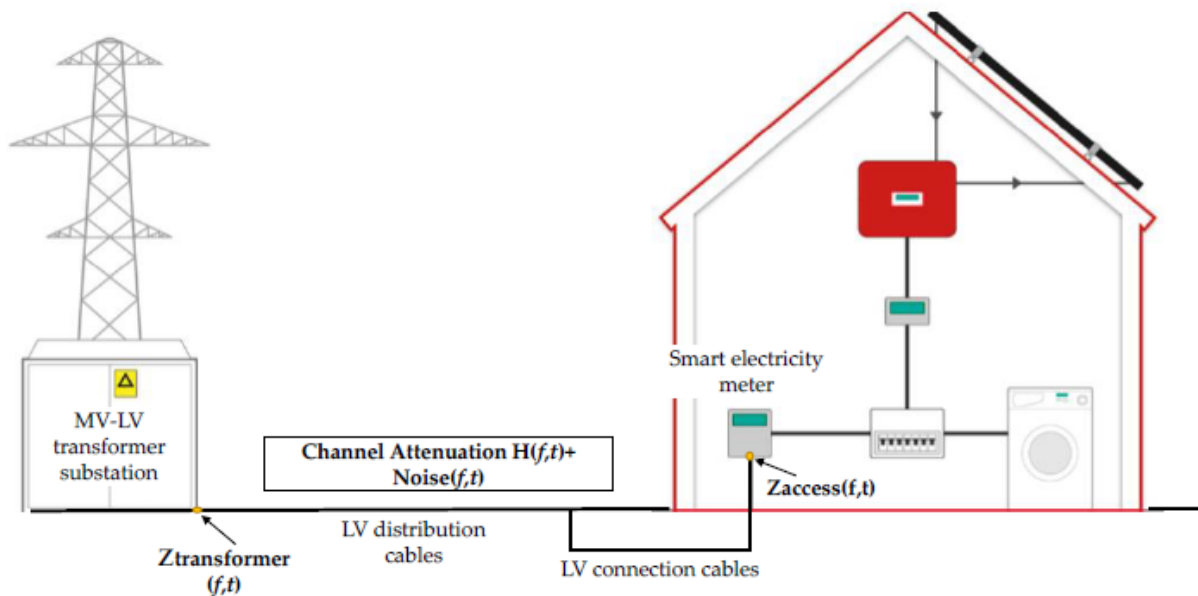 Smart electricity
meter
MV-LV
transformer
substation
Channel Attenuation H(f,t)+
Noise(f,t)
Zaccess(f,t)
Ztransformer
(f,t)
LV distribution
cables
LV connection cables